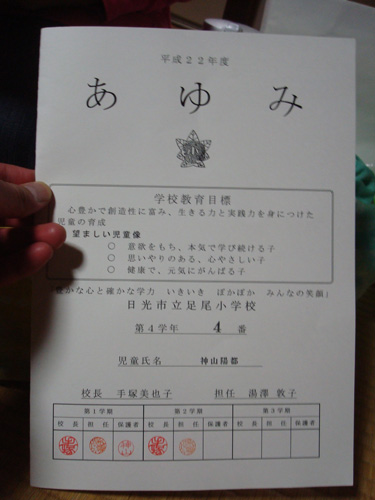 平成22年度
あゆみ
学校教育目標
心豊かで創造性に富み、生きる力と実践力を身につけた
児童の育成
望ましい児童像
○ 意欲をもち、本気で学び続ける子
○ 思いやりのある、心やさしい子
○ 健康で、元気にがんばる子
豊かな心と確かな学力 いきいき ぽかぽか みんなの笑顔」
日光市立足尾小学校
第4学年 4 番
児童氏名 神山陽都
校長 手塚美也子 担任 湯澤敦子
第1学期 第2学期 第3学期
校長 担任 保護者 校長 担任 保護者 校長 担任 保護者